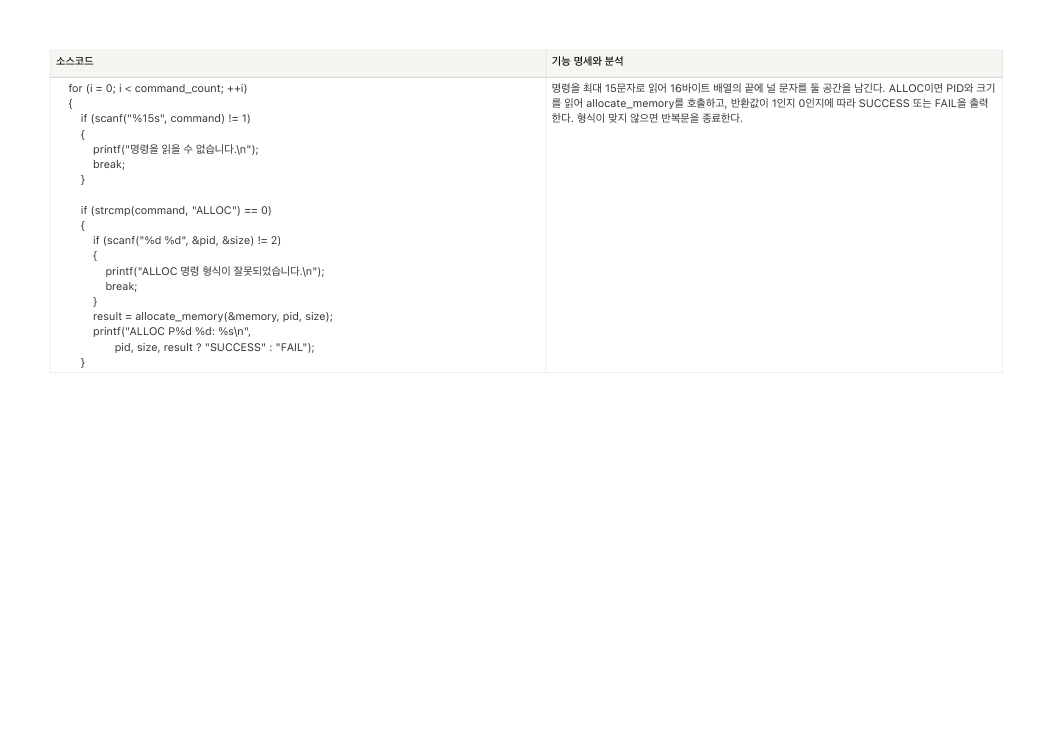 소스코드
기능 명세와 분석
for (i = 0; i < command_count; ++i)
{
if (scanf("%15s", command) != 1)
{
printf("명령을 읽을 수 없습니다.\n");
break;
}
if (strcmp(command, "ALLOC") == 0)
{
if (scanf("%d %d", &pid, &size) != 2)
{
printf("ALLOC 명령 형식이 잘못되었습니다.\n");
break;
}
result = allocate_memory(&memory, pid, size);
printf("ALLOC P%d %d: %s\n",
pid, size, result ? "SUCCESS" : "FAIL");
}
명령을 최대 15문자로 읽어 16바이트 배열의 끝에 널 문자를 둘 공간을 남긴다. ALLOC이면 PID와 크기
를 읽어 allocate_memory를 호출하고, 반환값이 1인지 0인지에 따라 SUCCESS 또는 FAIL을 출력
한다. 형식이 맞지 않으면 반복문을 종료한다.